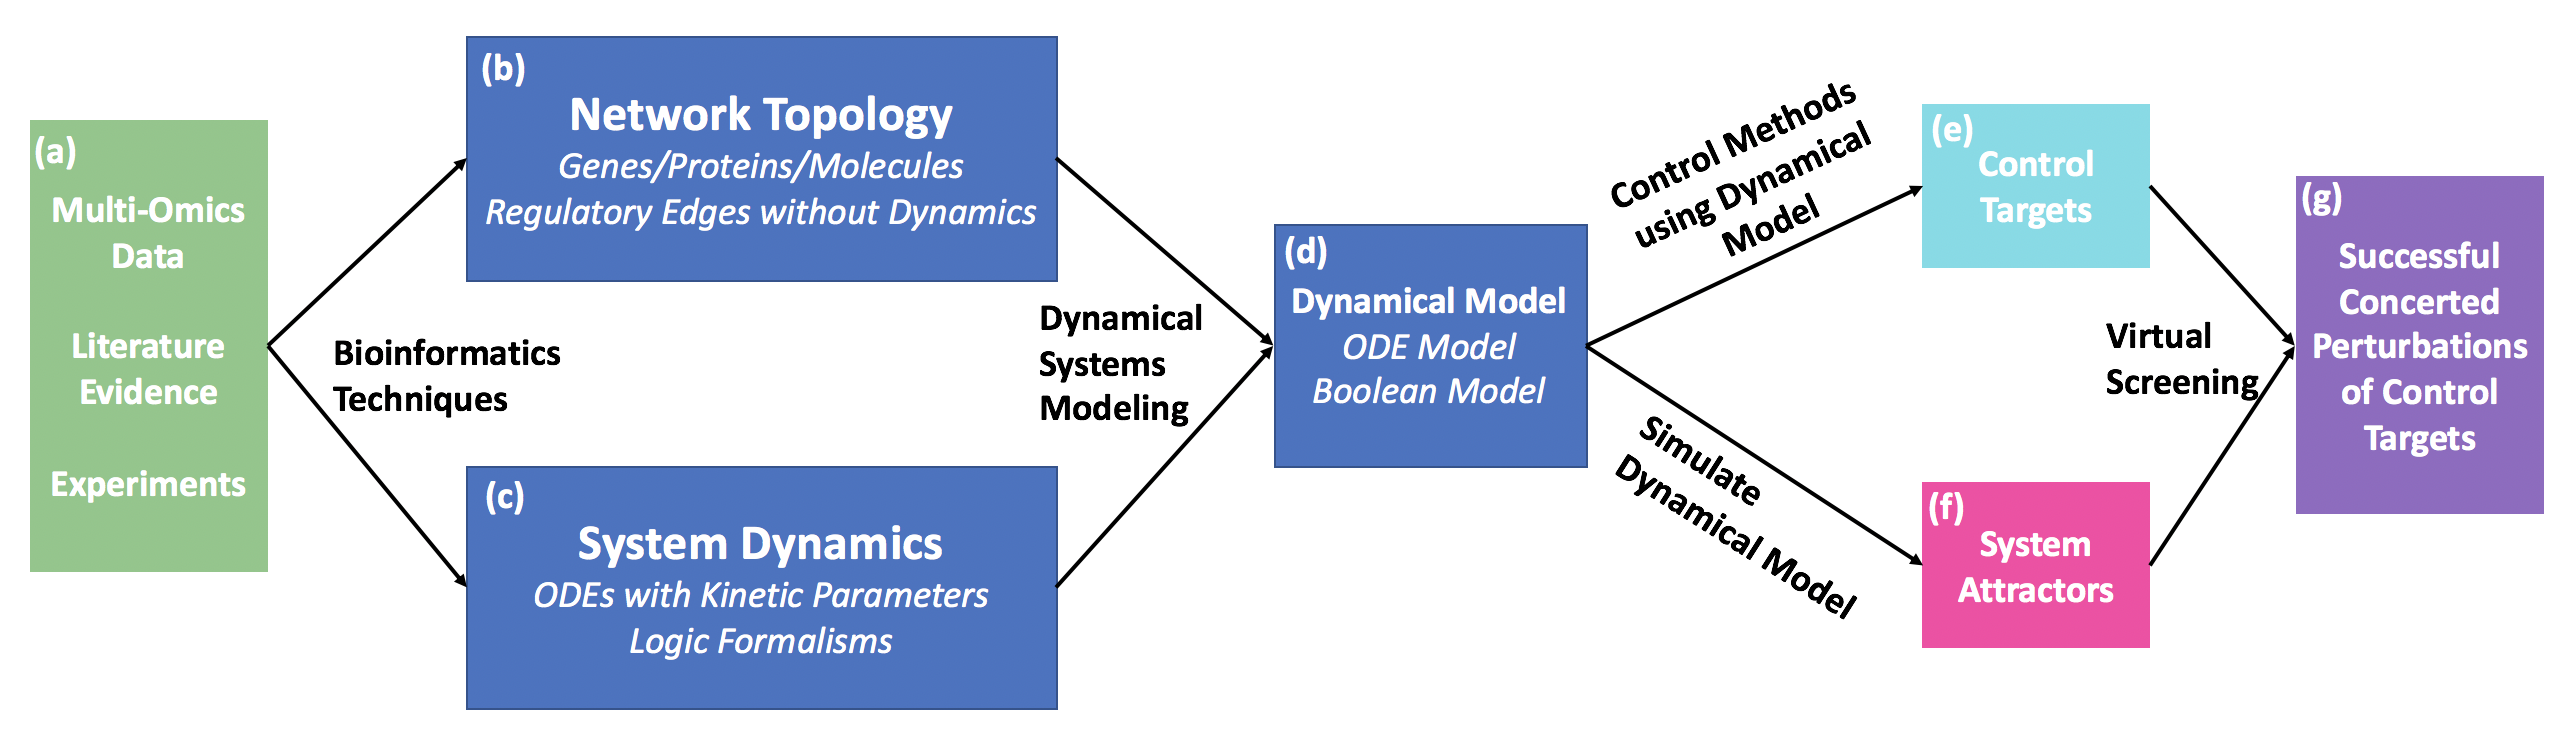 (a)
Multi-Omics
Data
Literature
Evidence
Experiments
Bioinformatics
Techniques
(b)
Network Topology
Genes/Proteins/Molecules
Regulatory Edges without Dynamics
(c)
System Dynamics
ODEs with Kinetic Parameters
Logic Formalisms
Dynamical
Systems
Modeling
(d)
Dynamical Model
ODE Model
Boolean Model
Control Methods
using Dynamical
Model
Simulate
Dynamical Model
(e)
Control
Targets
(f)
System
Attractors
Virtual
Screening
(g)
Successful
Concerted
Perturbations
of Control
Targets